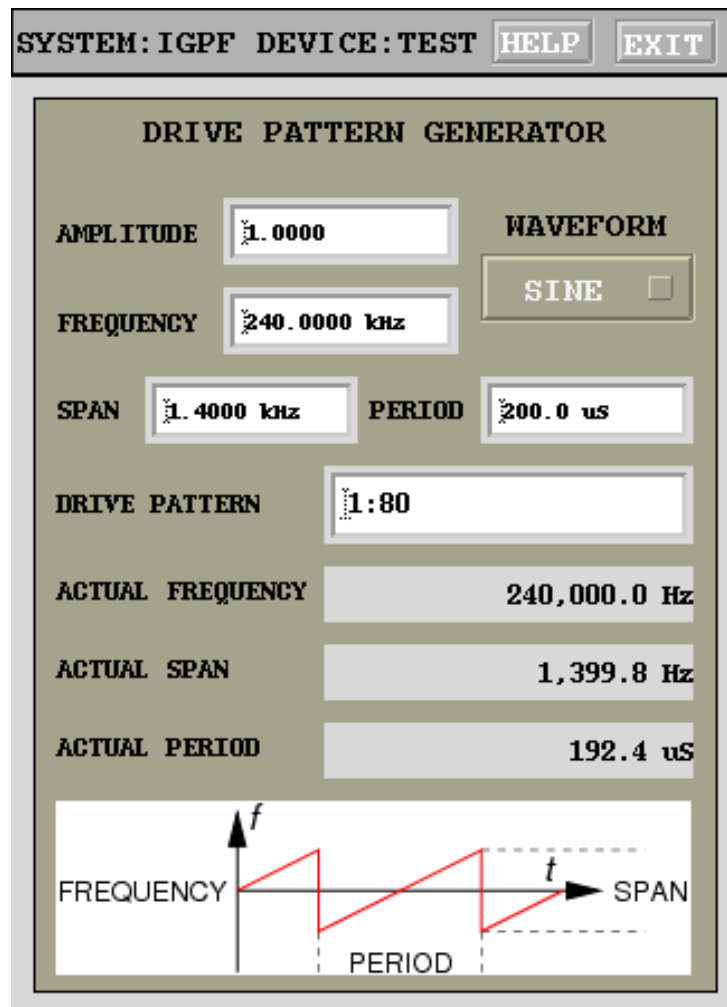 SYSTEM:IGPF DEVICE:TEST HELP EXIT
DRIVE PATTERN GENERATOR
AMPLITUDE 1.0000 WAVEFORM
SINE
FREQUENCY 240.0000 kHz
SPAN 1.4000 kHz PERIOD 200.0 uS
DRIVE PATTERN 1:80
ACTUAL FREQUENCY 240,000.0 Hz
ACTUAL SPAN 1,399.8 Hz
ACTUAL PERIOD 192.4 uS
f
FREQUENCY t SPAN
PERIOD